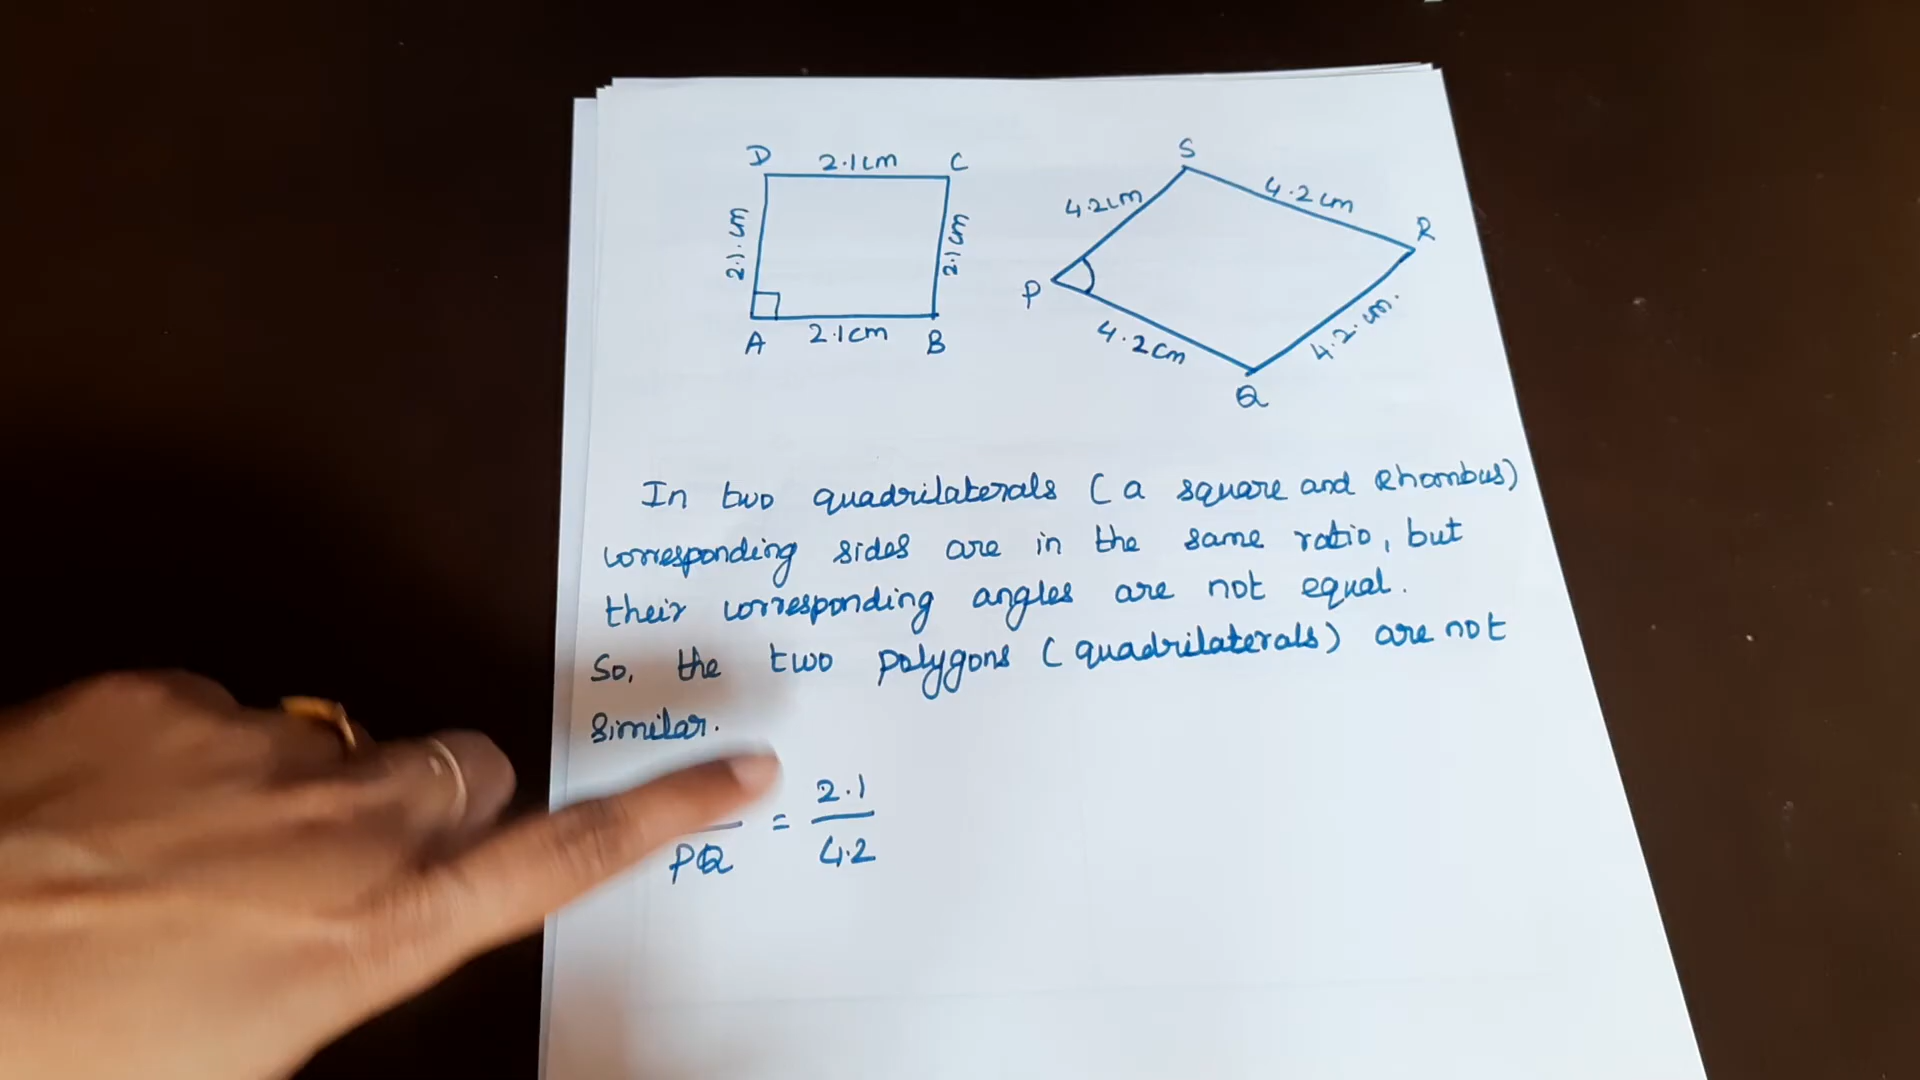 D 2.1cm C
2.1.cm
2.1cm
A 2.1cm B
S
4.2cm
4.2cm
R
P
4.2cm
4.2.cm.
Q
In two quadrilaterals (a square and Rhombus)
corresponding sides are in the same ratio, but
their corresponding angles are not equal.
So, the two polygons (quadrilaterals) are not
similar.
2.1
=
PQ 4.2